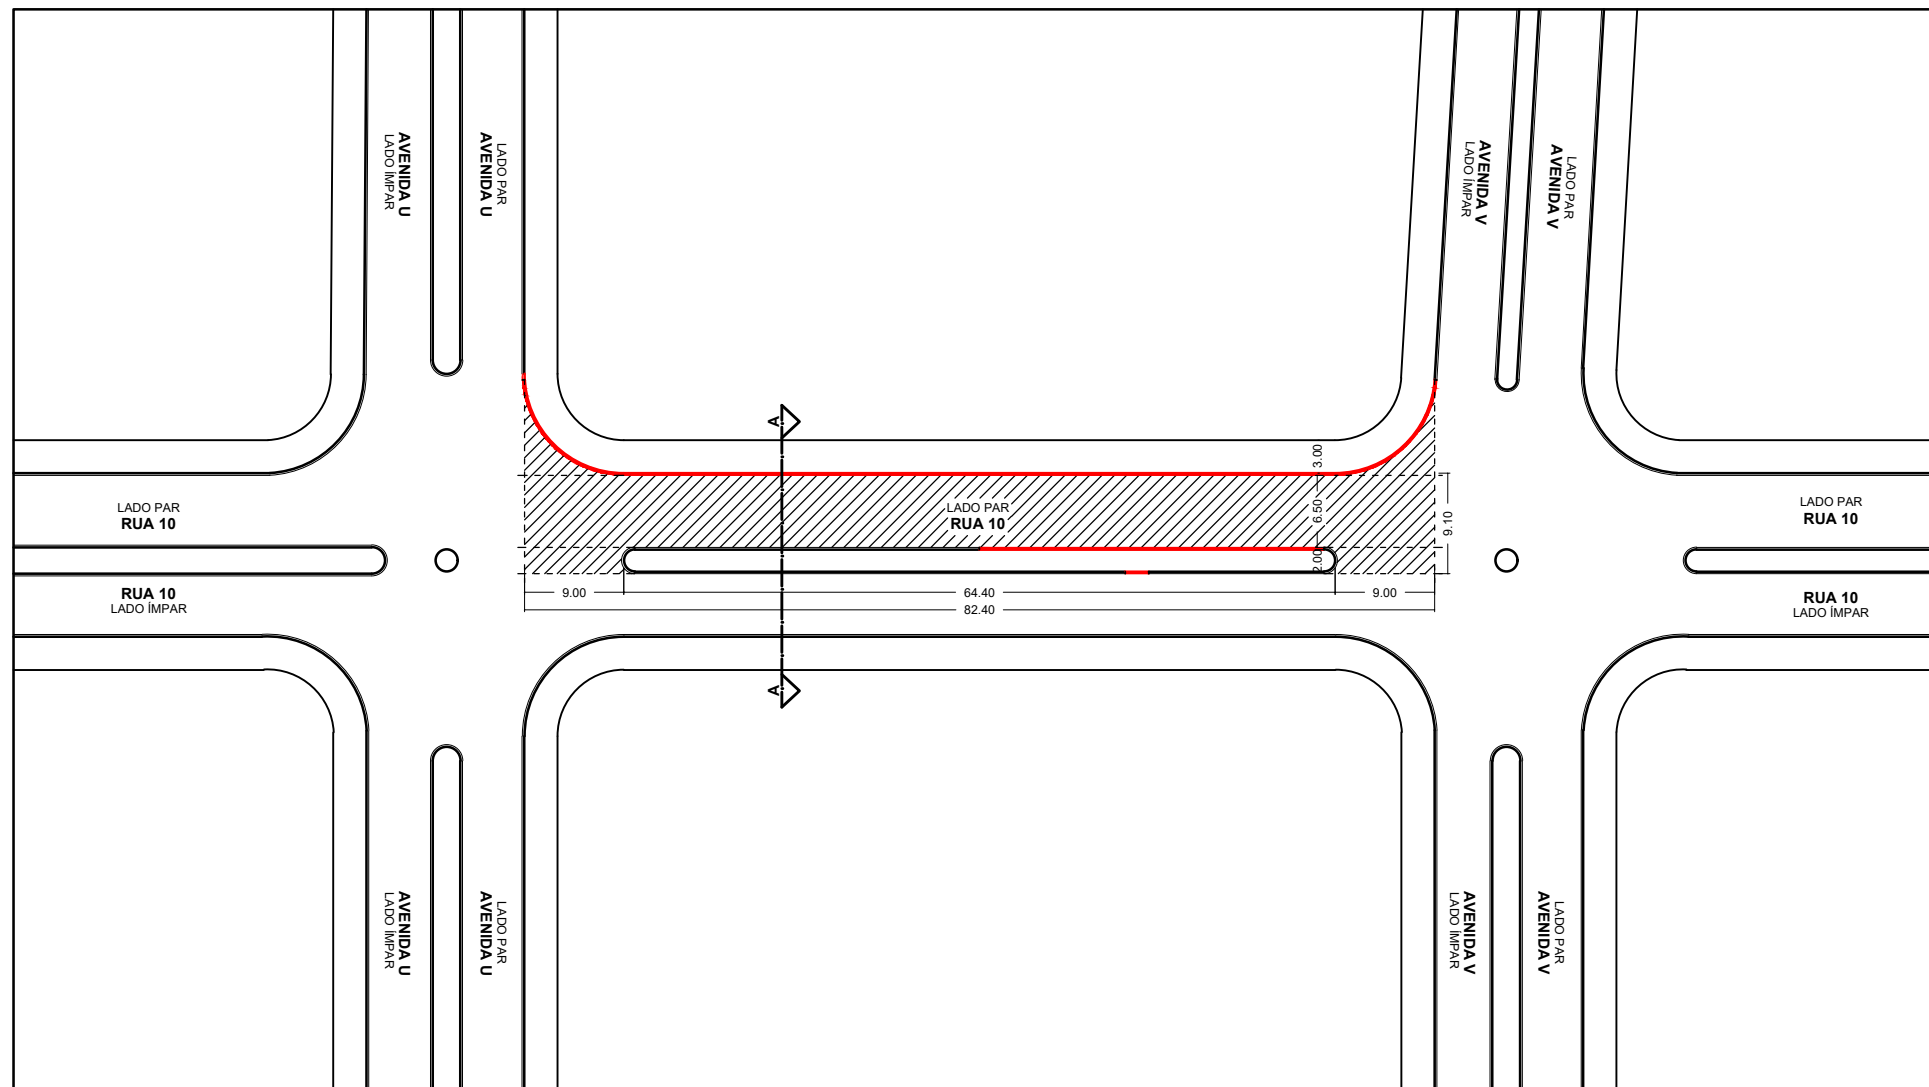 AVENIDA U
LADO ÍMPAR
LADO PAR
AVENIDA U
AVENIDA V
LADO ÍMPAR
LADO PAR
AVENIDA V
A
3.00
LADO PAR
RUA 10
LADO PAR
RUA 10
6.50
9.10
LADO PAR
RUA 10
2.00
RUA 10
LADO ÍMPAR
9.00
64.40
9.00
82.40
RUA 10
LADO ÍMPAR
A
AVENIDA U
LADO ÍMPAR
LADO PAR
AVENIDA U
AVENIDA V
LADO ÍMPAR
LADO PAR
AVENIDA V